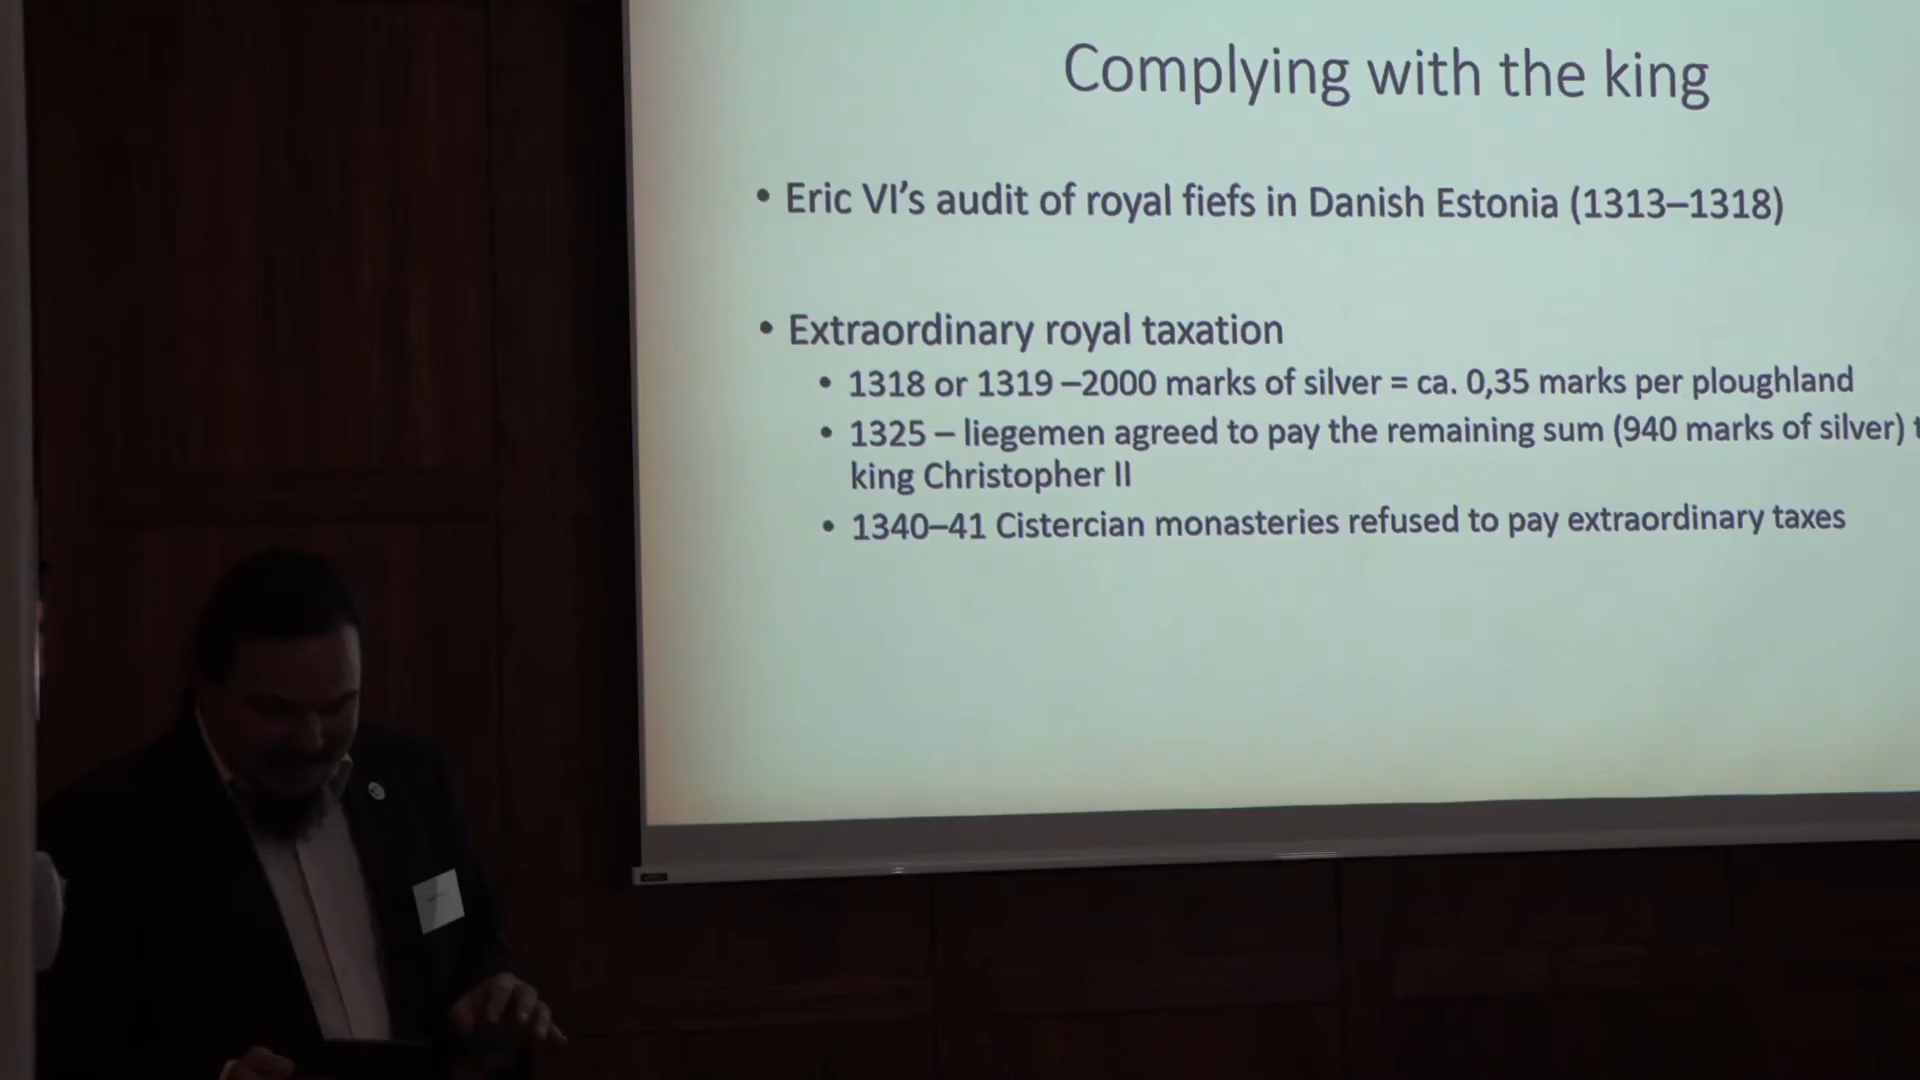 Complying with the king
• Eric VI’s audit of royal fiefs in Danish Estonia (1313–1318)
• Extraordinary royal taxation
• 1318 or 1319 –2000 marks of silver = ca. 0,35 marks per ploughland
• 1325 – liegemen agreed to pay the remaining sum (940 marks of silver)
king Christopher II
• 1340–41 Cistercian monasteries refused to pay extraordinary taxes